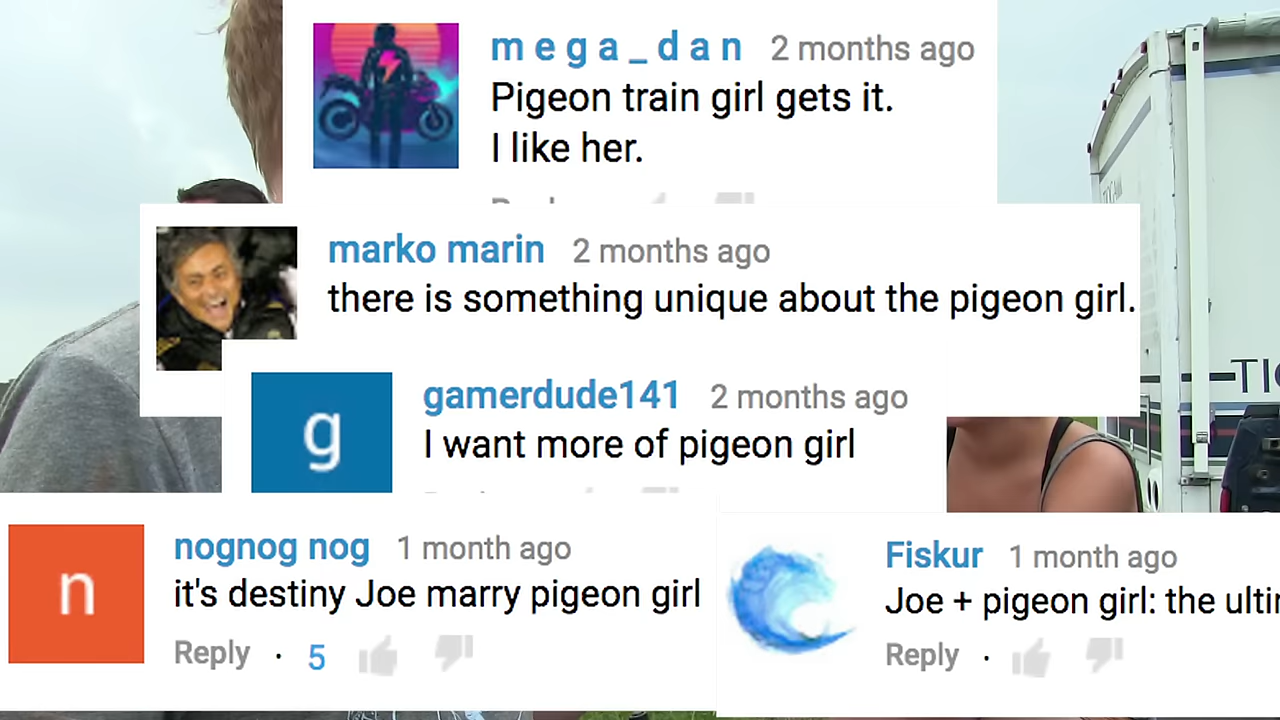 m e g a _ d a n 2 months ago
Pigeon train girl gets it.
I like her.
marko marin 2 months ago
there is something unique about the pigeon girl.
g
gamerdude141 2 months ago
I want more of pigeon girl
n
nognog nog 1 month ago
it's destiny Joe marry pigeon girl
Reply · 5
Fiskur 1 month ago
Joe + pigeon girl: the
Reply ·